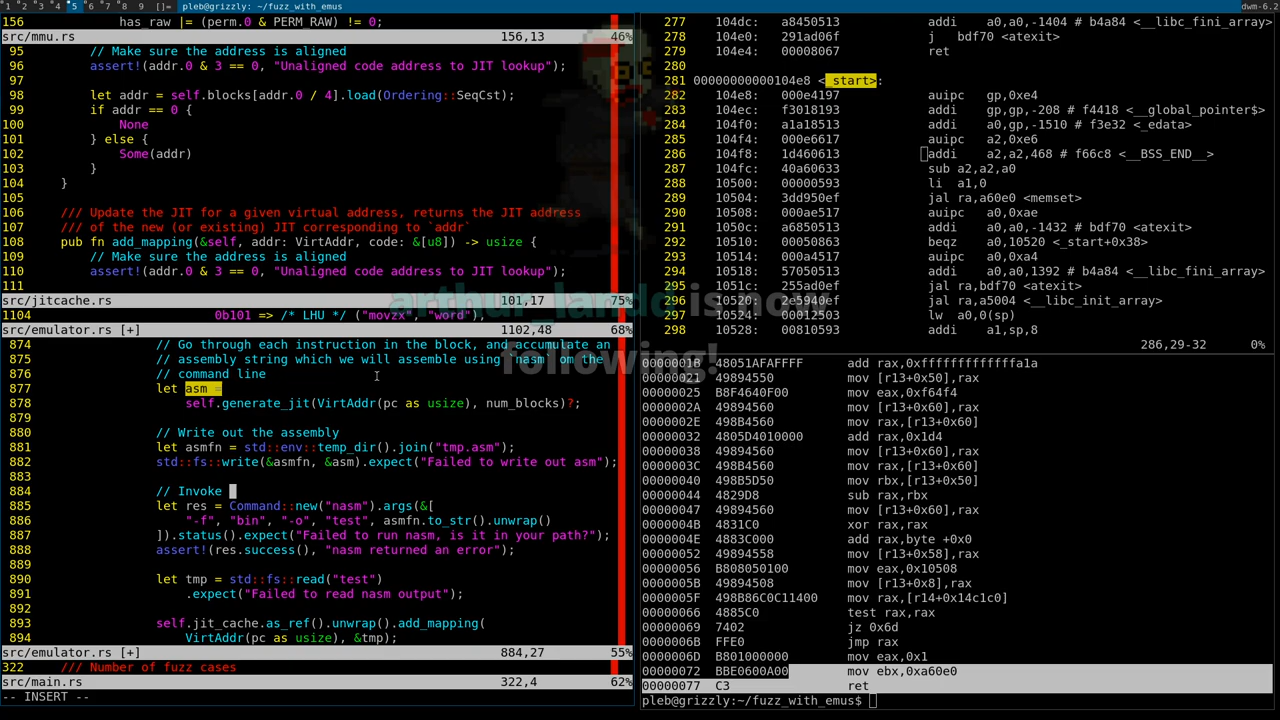 1 2 3 4 5 6 7 8 9 []= pleb@grizzly: ~/fuzz_with_emus dwm-6.2
156 has_raw |= (perm.0 & PERM_RAW) != 0;
src/mmu.rs 156,13 46%
95 // Make sure the address is aligned
96 assert!(addr.0 & 3 == 0, "Unaligned code address to JIT lookup");
97
98 let addr = self.blocks[addr.0 / 4].load(Ordering::SeqCst);
99 if addr == 0 {
100 None
101 } else {
102 Some(addr)
103 }
104 }
105
106 /// Update the JIT for a given virtual address, returns the JIT address
107 /// of the new (or existing) JIT corresponding to `addr`
108 pub fn add_mapping(&self, addr: VirtAddr, code: &[u8]) -> usize {
109 // Make sure the address is aligned
110 assert!(addr.0 & 3 == 0, "Unaligned code address to JIT lookup");
111
src/jitcache.rs 101,17 75%
1104 0b101 => /* LHU */ ("movzx", "word"),
src/emulator.rs [+] 1102,48 68%
874 // Go through each instruction in the block, and accumulate an
875 // assembly string which we will assemble using `nasm` on the
876 // command line
877 let asm =
878 self.generate_jit(VirtAddr(pc as usize), num_blocks)?;
879
880 // Write out the assembly
881 let asmfn = std::env::temp_dir().join("tmp.asm");
882 std::fs::write(&asmfn, &asm).expect("Failed to write out asm");
883
884 // Invoke
885 let res = Command::new("nasm").args(&[
886 "-f", "bin", "-o", "test", asmfn.to_str().unwrap()
887 ]).status().expect("Failed to run nasm, is it in your path?");
888 assert!(res.success(), "nasm returned an error");
889
890 let tmp = std::fs::read("test")
891 .expect("Failed to read nasm output");
892
893 self.jit_cache.as_ref().unwrap().add_mapping(
894 VirtAddr(pc as usize), &tmp);
src/emulator.rs [+] 884,27 55%
322 /// Number of fuzz cases
src/main.rs 322,4 62%
-- INSERT --
is now
following!
277 104dc: a8450513 addi a0,a0,-1404 # b4a84 <__libc_fini_array>
278 104e0: 291ad06f j bdf70 <atexit>
279 104e4: 00008067 ret
280
281 00000000000104e8 <_start>:
282 104e8: 000e4197 auipc gp,0xe4
283 104ec: f3018193 addi gp,gp,-208 # f4418 <__global_pointer$>
284 104f0: a1a18513 addi a0,gp,-1510 # f3e32 <_edata>
285 104f4: 000e6617 auipc a2,0xe6
286 104f8: 1d460613 addi a2,a2,468 # f66c8 <__BSS_END__>
287 104fc: 40a60633 sub a2,a2,a0
288 10500: 00000593 li a1,0
289 10504: 3dd950ef jal ra,a60e0 <memset>
290 10508: 000ae517 auipc a0,0xae
291 1050c: a6850513 addi a0,a0,-1432 # bdf70 <atexit>
292 10510: 00050863 beqz a0,10520 <_start+0x38>
293 10514: 000a4517 auipc a0,0xa4
294 10518: 57050513 addi a0,a0,1392 # b4a84 <__libc_fini_array>
295 1051c: 255ad0ef jal ra,bdf70 <atexit>
296 10520: 2e5940ef jal ra,a5004 <__libc_init_array>
297 10524: 00012503 lw a0,0(sp)
298 10528: 00810593 addi a1,sp,8
286,29-32 0%
0000001B 48051AFAFFFF add rax,0xfffffffffffffa1a
00000021 49894550 mov [r13+0x50],rax
00000025 B8F4640F00 mov eax,0xf64f4
0000002A 49894560 mov [r13+0x60],rax
0000002E 498B4560 mov rax,[r13+0x60]
00000032 4805D4010000 add rax,0x1d4
00000038 49894560 mov [r13+0x60],rax
0000003C 498B4560 mov rax,[r13+0x60]
00000040 498B5D50 mov rbx,[r13+0x50]
00000044 4829D8 sub rax,rbx
00000047 49894560 mov [r13+0x60],rax
0000004B 4831C0 xor rax,rax
0000004E 4883C000 add rax,byte +0x0
00000052 49894558 mov [r13+0x58],rax
00000056 B808050100 mov eax,0x10508
0000005B 49894508 mov [r13+0x8],rax
0000005F 498B86C0C11400 mov rax,[r14+0x14c1c0]
00000066 4885C0 test rax,rax
00000069 7402 jz 0x6d
0000006B FFE0 jmp rax
0000006D B801000000 mov eax,0x1
00000072 BBE0600A00 mov ebx,0xa60e0
00000077 C3 ret
pleb@grizzly:~/fuzz_with_emus$